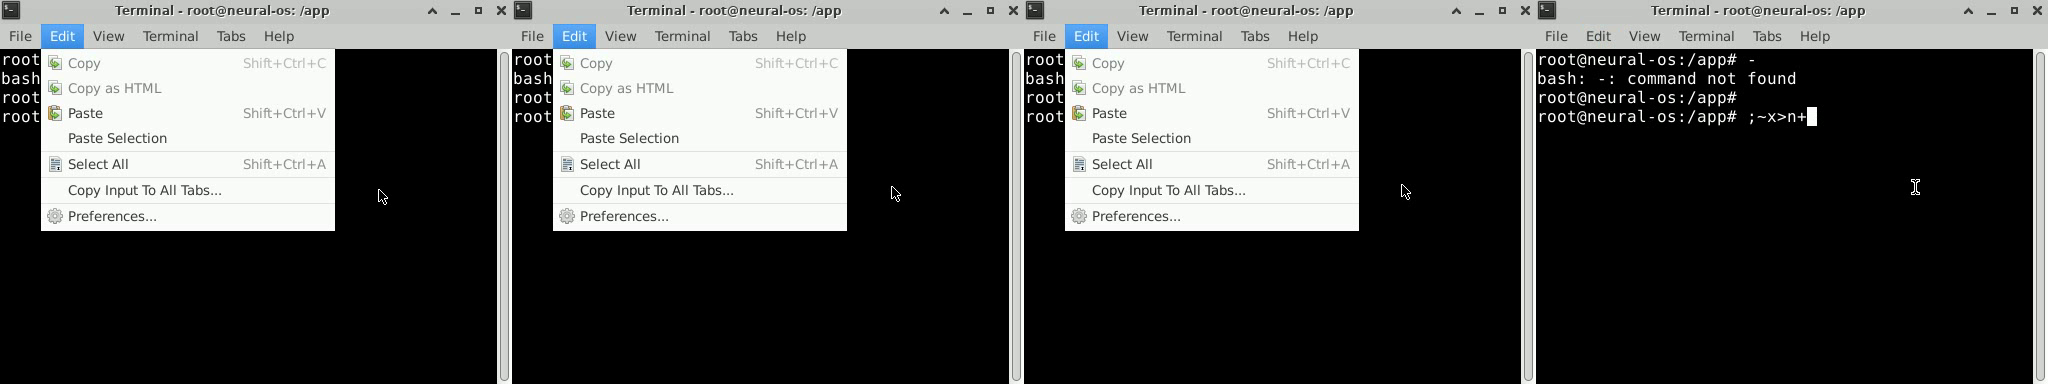 Terminal - root@neural-os: /app
File Edit View Terminal Tabs Help
root
bash
root
root
Copy Shift+Ctrl+C
Copy as HTML
Paste Shift+Ctrl+V
Paste Selection
Select All Shift+Ctrl+A
Copy Input To All Tabs...
Preferences...
Terminal - root@neural-os: /app
File Edit View Terminal Tabs Help
root
bash
root
root
Copy Shift+Ctrl+C
Copy as HTML
Paste Shift+Ctrl+V
Paste Selection
Select All Shift+Ctrl+A
Copy Input To All Tabs...
Preferences...
Terminal - root@neural-os: /app
File Edit View Terminal Tabs Help
root
bash
root
root
Copy Shift+Ctrl+C
Copy as HTML
Paste Shift+Ctrl+V
Paste Selection
Select All Shift+Ctrl+A
Copy Input To All Tabs...
Preferences...
Terminal - root@neural-os: /app
File Edit View Terminal Tabs Help
root@neural-os:/app# -
bash: -: command not found
root@neural-os:/app#
root@neural-os:/app# ;~x>n+